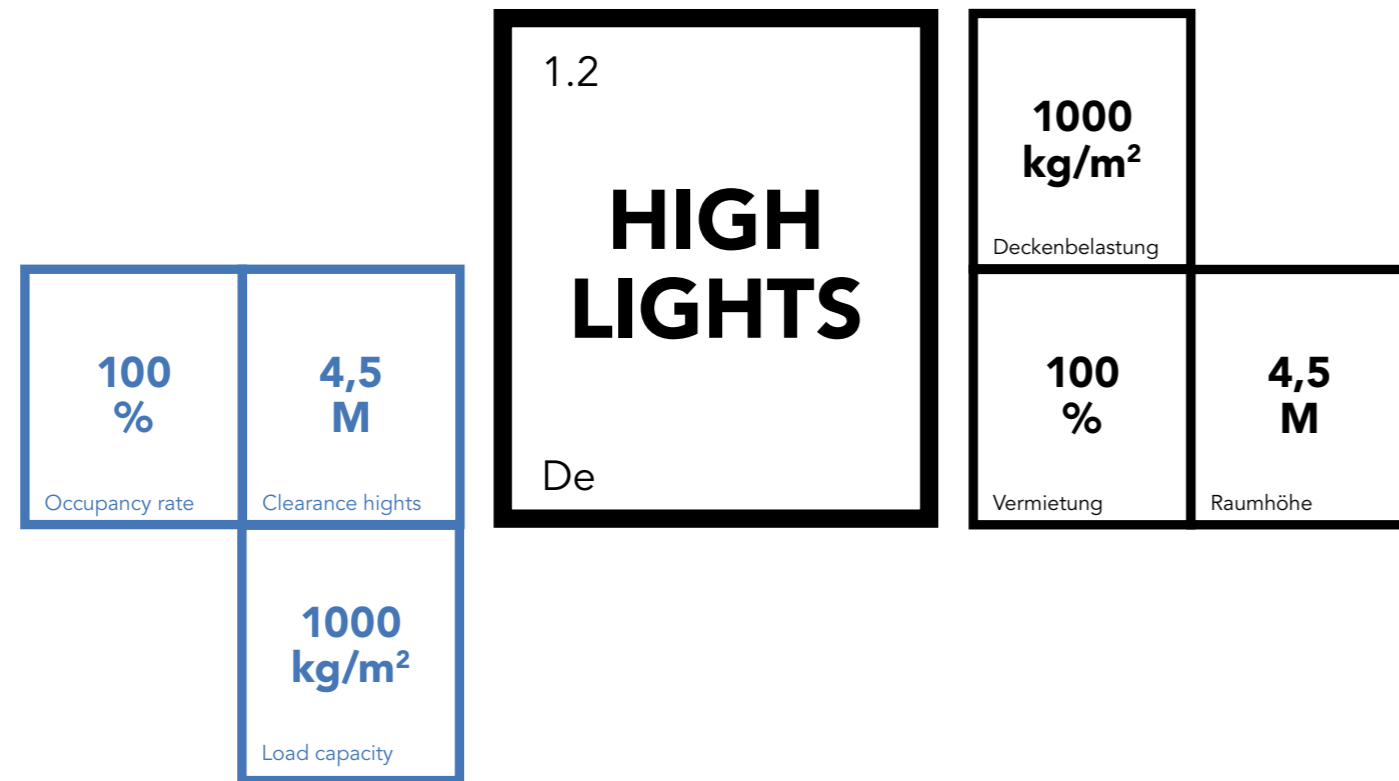 1.2
HIGH
LIGHTS
De
1000
kg/m²
Deckenbelastung
100
%
Vermietung
4,5
M
Raumhöhe
100
%
Occupancy rate
4,5
M
Clearance hights
1000
kg/m²
Load capacity